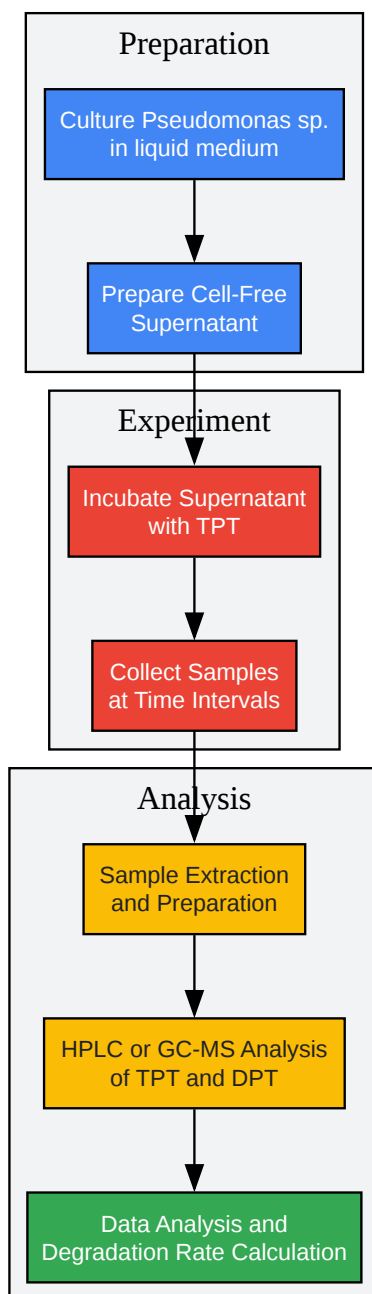 Preparation
Culture Pseudomonas sp.
in liquid medium
Prepare Cell-Free
Supernatant
Experiment
Incubate Supernatant
with TPT
Collect Samples
at Time Intervals
Analysis
Sample Extraction
and Preparation
HPLC or GC-MS Analysis
of TPT and DPT
Data Analysis and
Degradation Rate Calculation